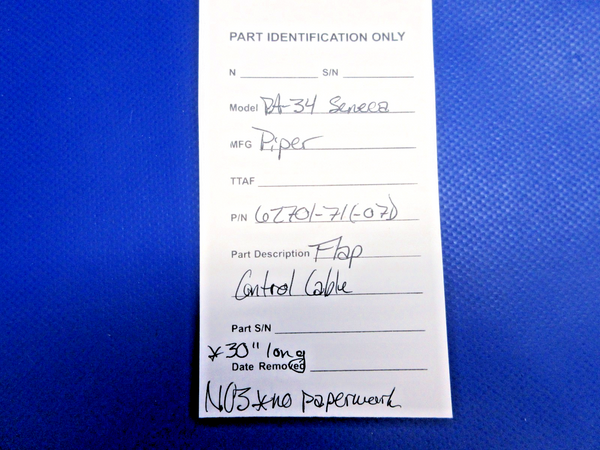 PART IDENTIFICATION ONLY
N S/N
Model PA-34 Seneca
MFG Piper
TTAF
P/N 62701-71(-071)
Part Description Flap
Control Cable
Part S/N
*30" long
Date Removed
N03 *no paperwork